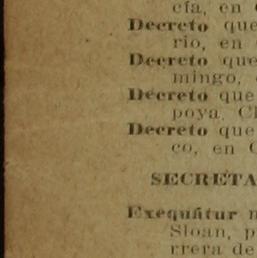 cía, en
Decreto que
rio, en
Decreto que
mingo,
Decreto que
poya, C
Decreto que
co, en C
SECRETA
Exequátur n
Sloan, p
rrera de